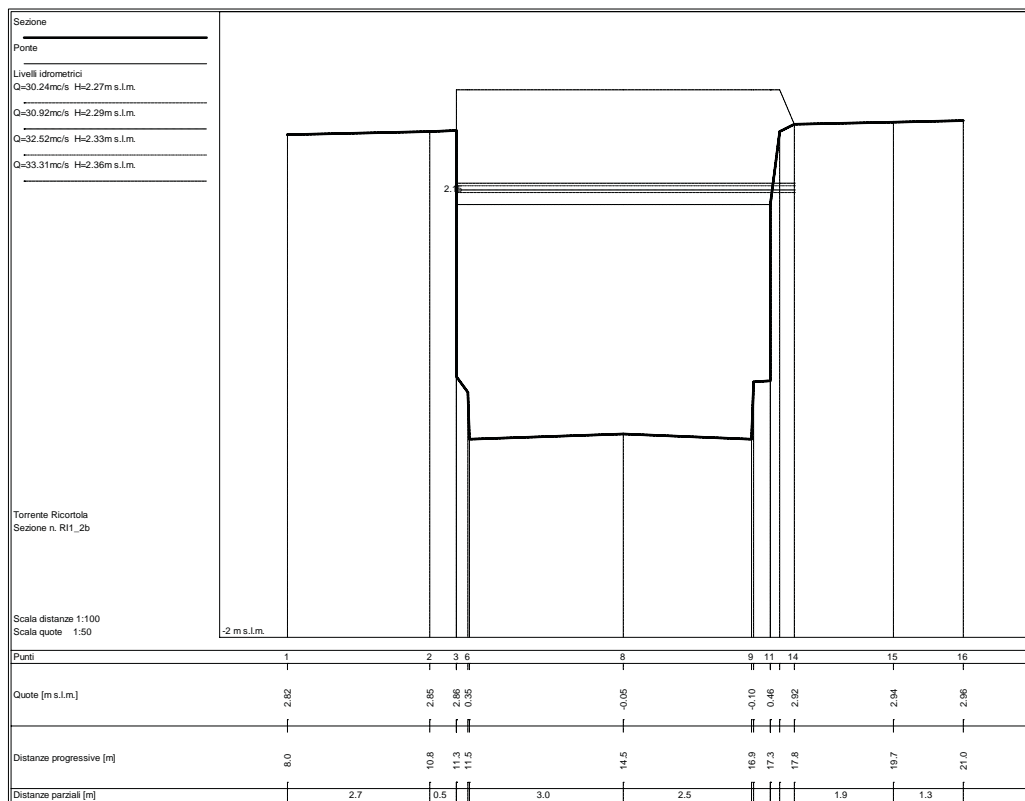 Sezione
Ponte
Livelli idrometrici
Q=30.24mc/s H=2.27m s.l.m.
Q=30.92mc/s H=2.29m s.l.m.
Q=32.52mc/s H=2.33m s.l.m.
Q=33.31mc/s H=2.36m s.l.m.
Torrente Ricortola
Sezione n. RI1_2b
Scala distanze 1:100
Scala quote 1:50
-2 m s.l.m.
Punti 1 2 3 6 8 9 11 14 15 16
Quote [m s.l.m.] 2.82 2.85 2.86 0.35 -0.05 -0.10 0.46 2.92 2.94 2.96
Distanze progressive [m] 8.0 10.8 11.3 11.5 14.5 16.9 17.3 17.8 19.7 21.0
Distanze parziali [m] 2.7 0.5 3.0 2.5 1.9 1.3